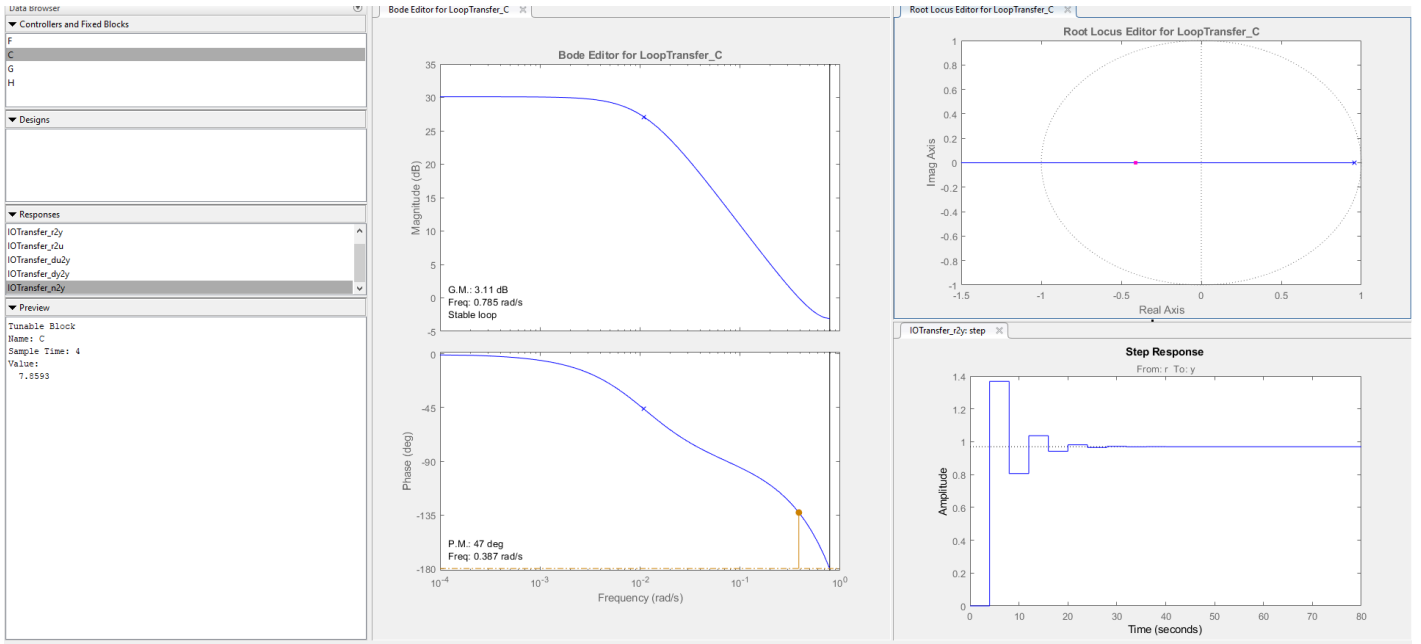 Data Browser
Controllers and Fixed Blocks
F
C
G
H
Designs
Responses
IOTransfer_r2y
IOTransfer_r2u
IOTransfer_du2y
IOTransfer_dy2y
IOTransfer_n2y
Preview
Tunable Block
Name: C
Sample Time: 4
Value:
7.8593
Bode Editor for LoopTransfer_C
Bode Editor for LoopTransfer_C
35
30
25
20
15
10
5
0
-5
Magnitude (dB)
G.M.: 3.11 dB
Freq: 0.785 rad/s
Stable loop
0
-45
-90
-135
-180
Phase (deg)
P.M.: 47 deg
Freq: 0.387 rad/s
10-4 10-3 10-2 10-1 100
Frequency (rad/s)
Root Locus Editor for LoopTransfer_C
Root Locus Editor for LoopTransfer_C
1
0.8
0.6
0.4
0.2
0
-0.2
-0.4
-0.6
-0.8
-1
Imag Axis
-1.5 -1 -0.5 0 0.5 1
Real Axis
IOTransfer_r2y: step
Step Response
From: r To: y
1.4
1.2
1
0.8
0.6
0.4
0.2
0
Amplitude
0 10 20 30 40 50 60 70 80
Time (seconds)